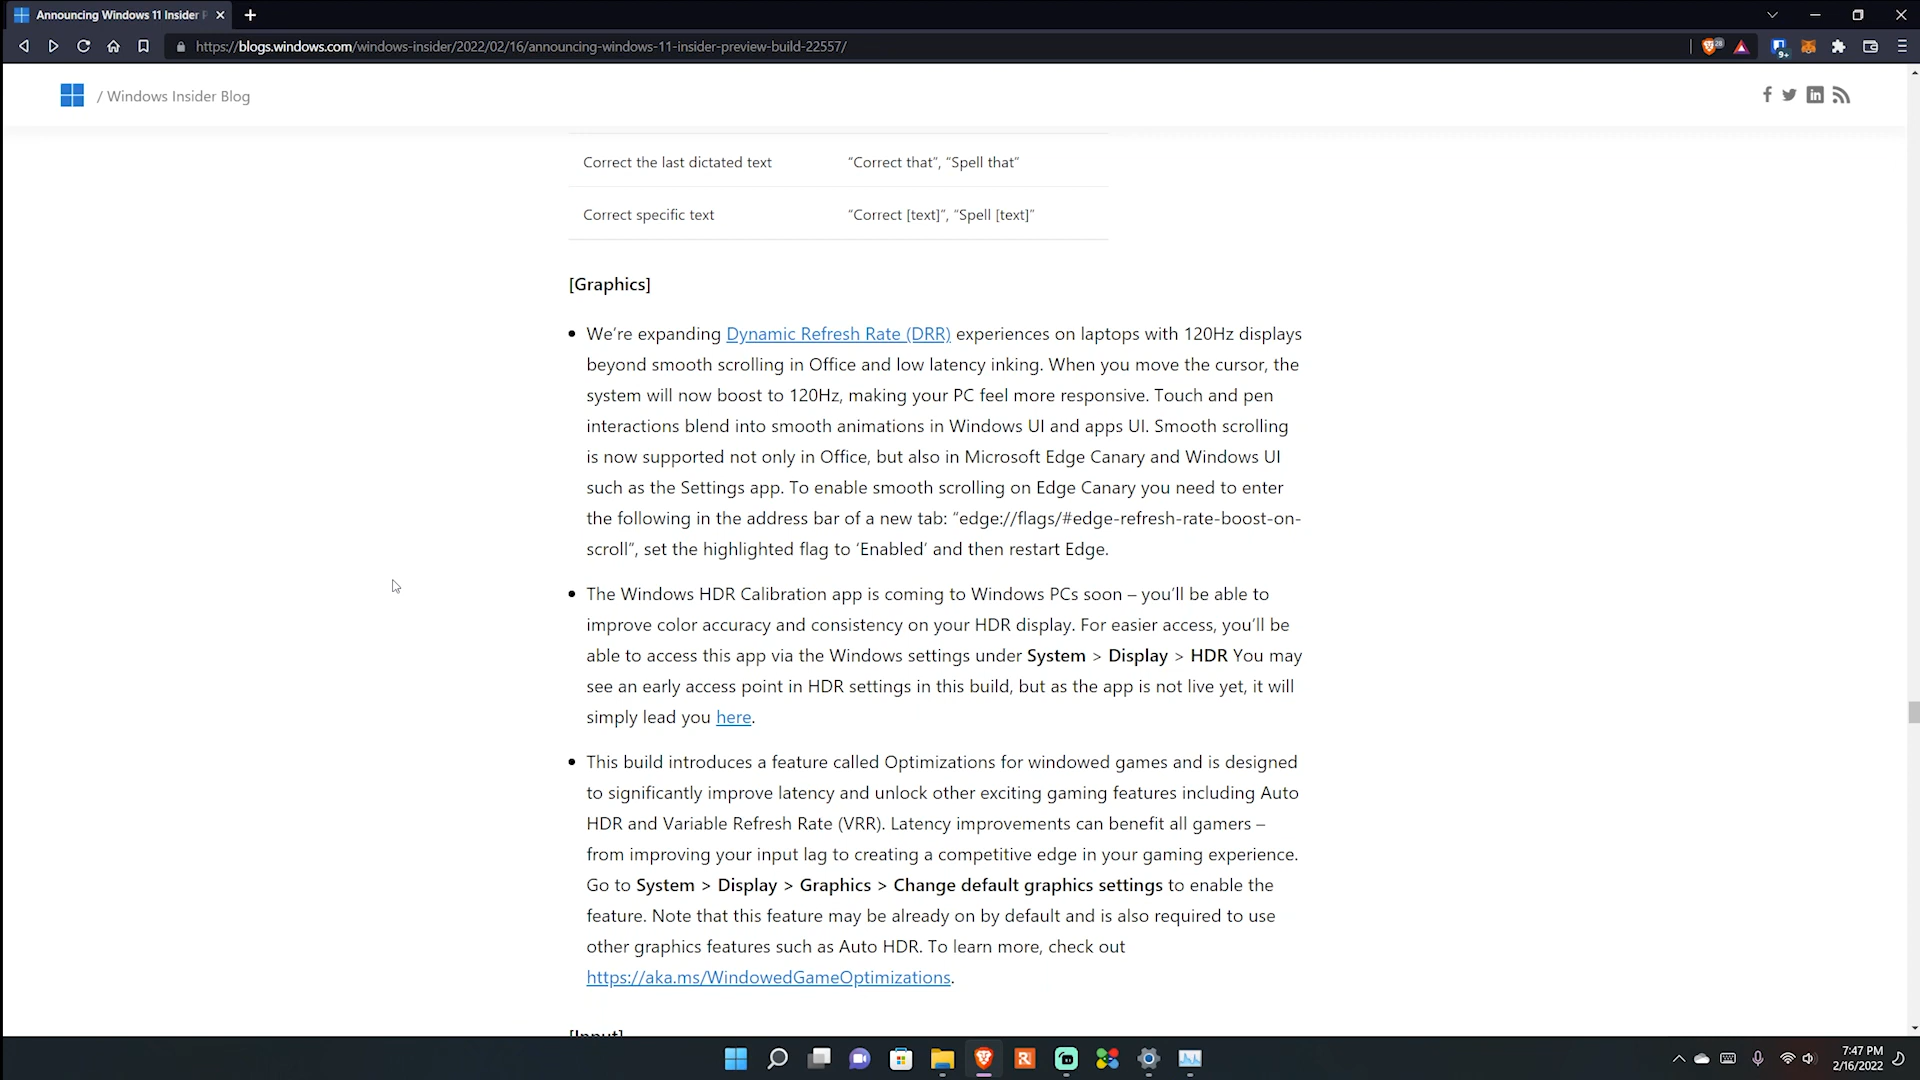 Announcing Windows 11 Insider P
https://blogs.windows.com/windows-insider/2022/02/16/announcing-windows-11-insider-preview-build-22557/
28
9+
/ Windows Insider Blog
Correct the last dictated text “Correct that”, “Spell that”
Correct specific text “Correct [text]”, “Spell [text]”
[Graphics]
We’re expanding Dynamic Refresh Rate (DRR) experiences on laptops with 120Hz displays
beyond smooth scrolling in Office and low latency inking. When you move the cursor, the
system will now boost to 120Hz, making your PC feel more responsive. Touch and pen
interactions blend into smooth animations in Windows UI and apps UI. Smooth scrolling
is now supported not only in Office, but also in Microsoft Edge Canary and Windows UI
such as the Settings app. To enable smooth scrolling on Edge Canary you need to enter
the following in the address bar of a new tab: “edge://flags/#edge-refresh-rate-boost-on-
scroll“, set the highlighted flag to ‘Enabled‘ and then restart Edge.
The Windows HDR Calibration app is coming to Windows PCs soon – you’ll be able to
improve color accuracy and consistency on your HDR display. For easier access, you’ll be
able to access this app via the Windows settings under System > Display > HDR You may
see an early access point in HDR settings in this build, but as the app is not live yet, it will
simply lead you here.
This build introduces a feature called Optimizations for windowed games and is designed
to significantly improve latency and unlock other exciting gaming features including Auto
HDR and Variable Refresh Rate (VRR). Latency improvements can benefit all gamers –
from improving your input lag to creating a competitive edge in your gaming experience.
Go to System > Display > Graphics > Change default graphics settings to enable the
feature. Note that this feature may be already on by default and is also required to use
other graphics features such as Auto HDR. To learn more, check out
https://aka.ms/WindowedGameOptimizations.
[Input]
7:47 PM
2/16/2022